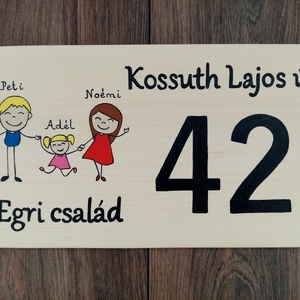 Kossuth Lajos ú
Peti
Noémi
Adél
42
Egri család